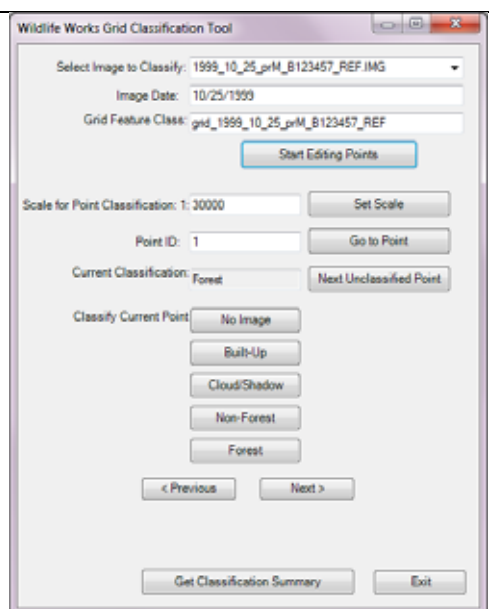 Wildlife Works Grid Classification Tool
Select Image to Classify: 1999_10_25_prM_B123457_REF.IMG
Image Date: 10/25/1999
Grid Feature Class: grid_1999_10_25_prM_B123457_REF
Start Editing Points
Scale for Point Classification: 1: 30000 Set Scale
Point ID: 1 Go to Point
Current Classification: Forest Next Unclassified Point
Classify Current Point No Image
Built-Up
Cloud/Shadow
Non-Forest
Forest
< Previous Next >
Get Classification Summary Exit